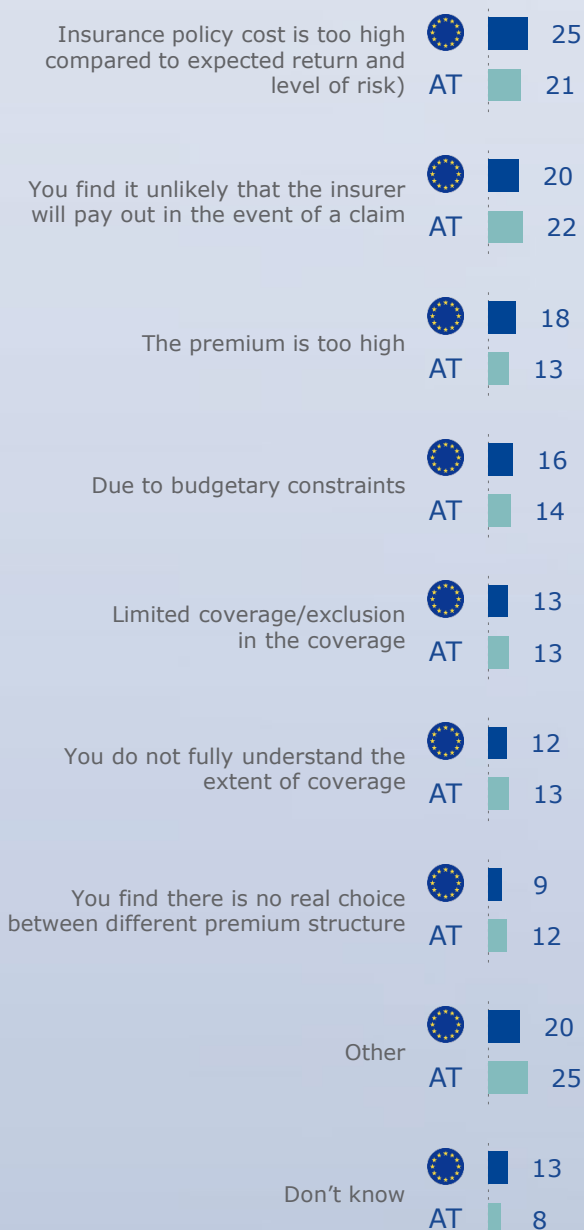 Insurance policy cost is too high
compared to expected return and
level of risk)
25
AT 21
You find it unlikely that the insurer
will pay out in the event of a claim
20
AT 22
The premium is too high
18
AT 13
Due to budgetary constraints
16
AT 14
Limited coverage/exclusion
in the coverage
13
AT 13
You do not fully understand the
extent of coverage
12
AT 13
You find there is no real choice
between different premium structure
9
AT 12
Other
20
AT 25
Don't know
13
AT 8